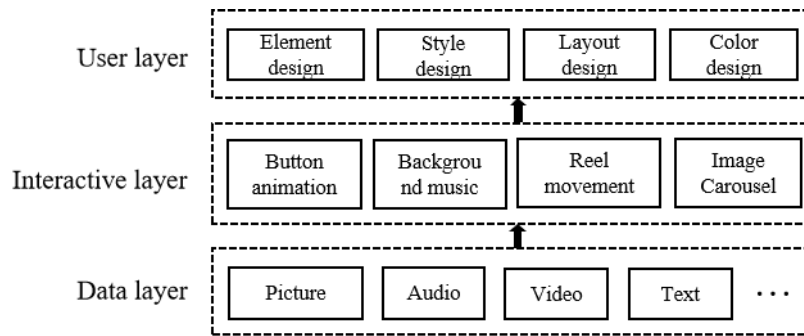 User layer
Element
design
Style
design
Layout
design
Color
design
Interactive layer
Button
animation
Backgrou
nd music
Reel
movement
Image
Carousel
Data layer
Picture
Audio
Video
Text
...